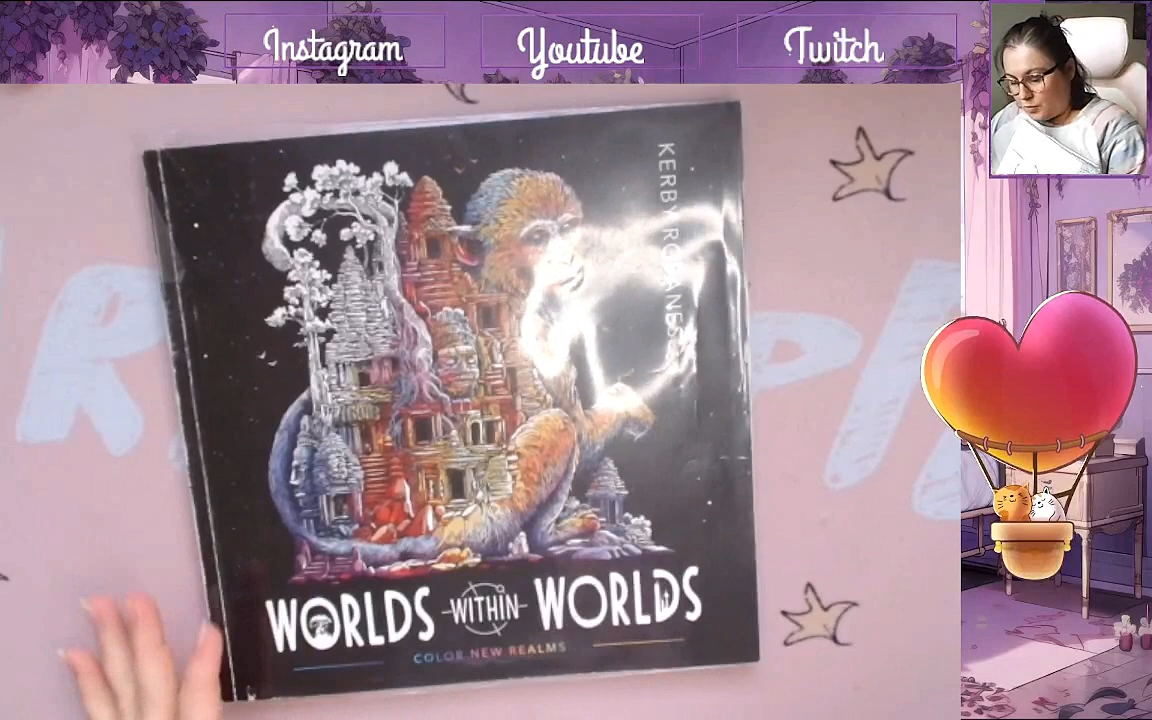 Instagram
Youtube
Twitch
KERBY ROSANES
WORLDS WITHIN WORLDS
COLOR NEW REALMS